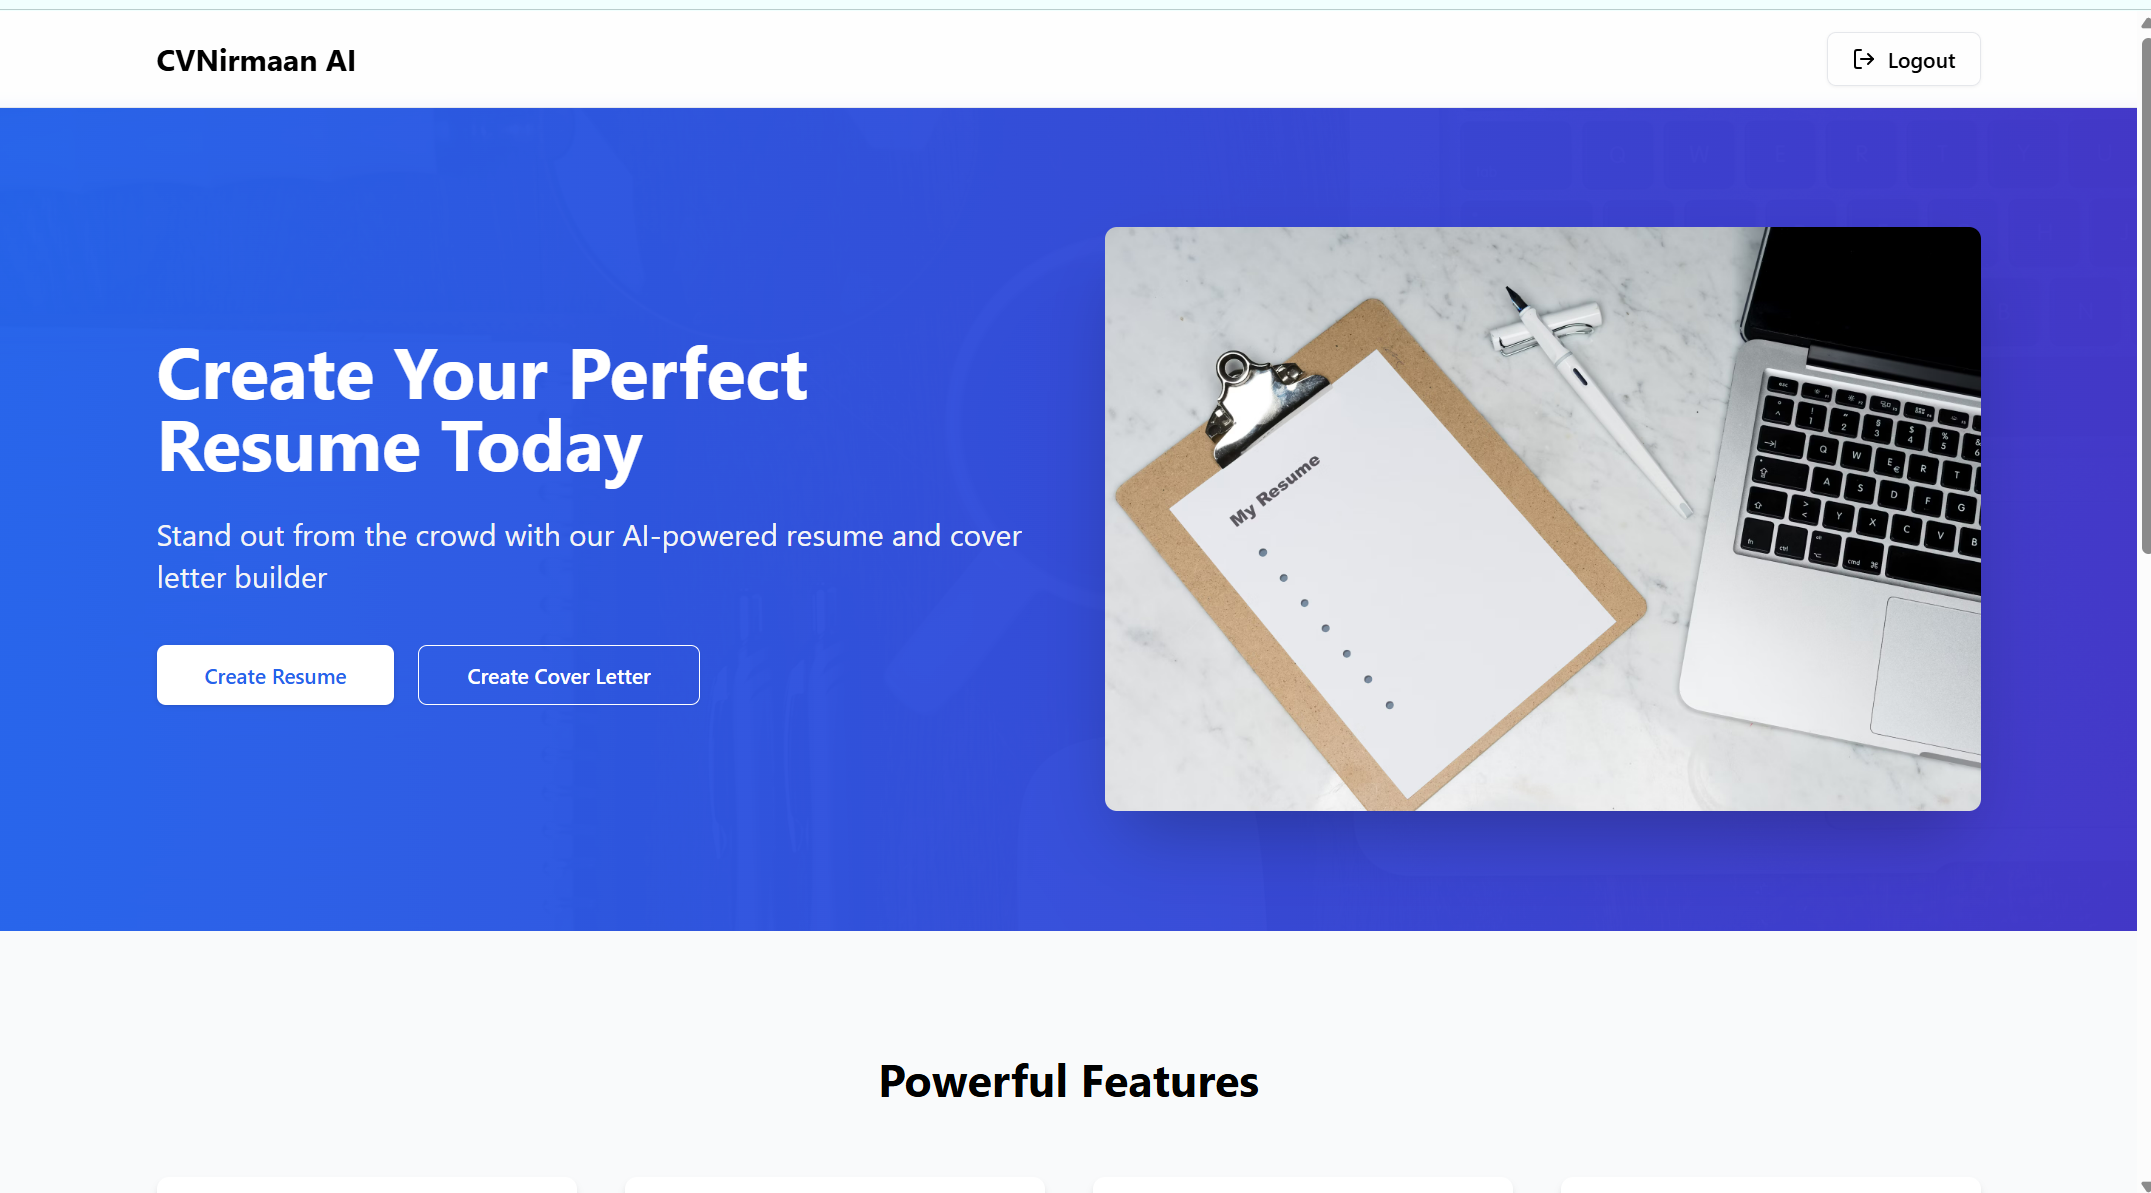 CVNirmaan AI
Logout
Create Your Perfect
Resume Today
Stand out from the crowd with our AI-powered resume and cover
letter builder
Create Resume
Create Cover Letter
My Resume
Powerful Features